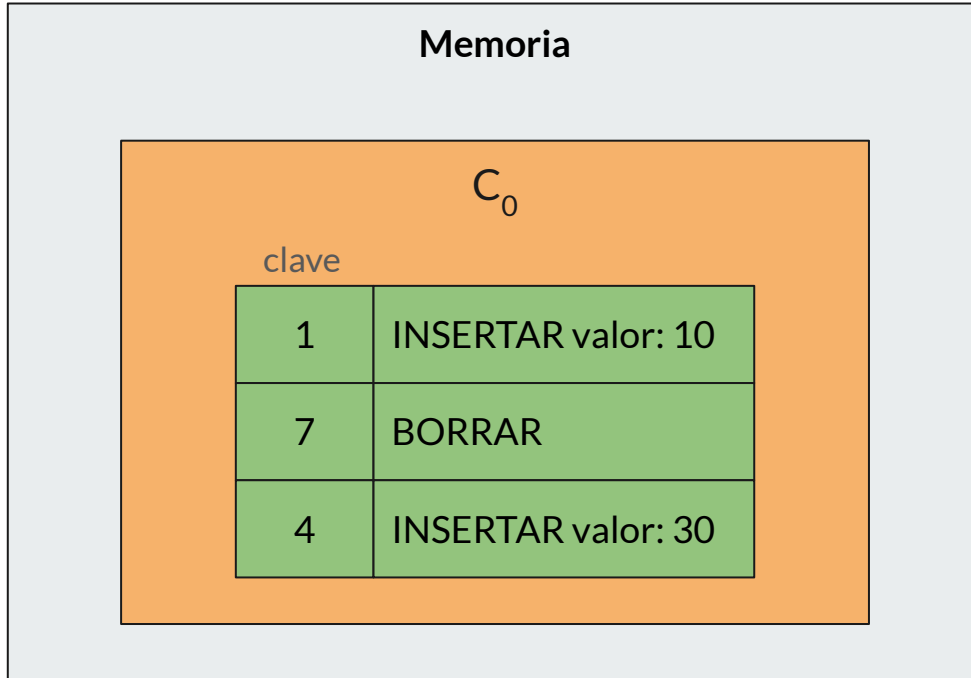 Memoria
C₀
clave
1 INSERTAR valor: 10
7 BORRAR
4 INSERTAR valor: 30